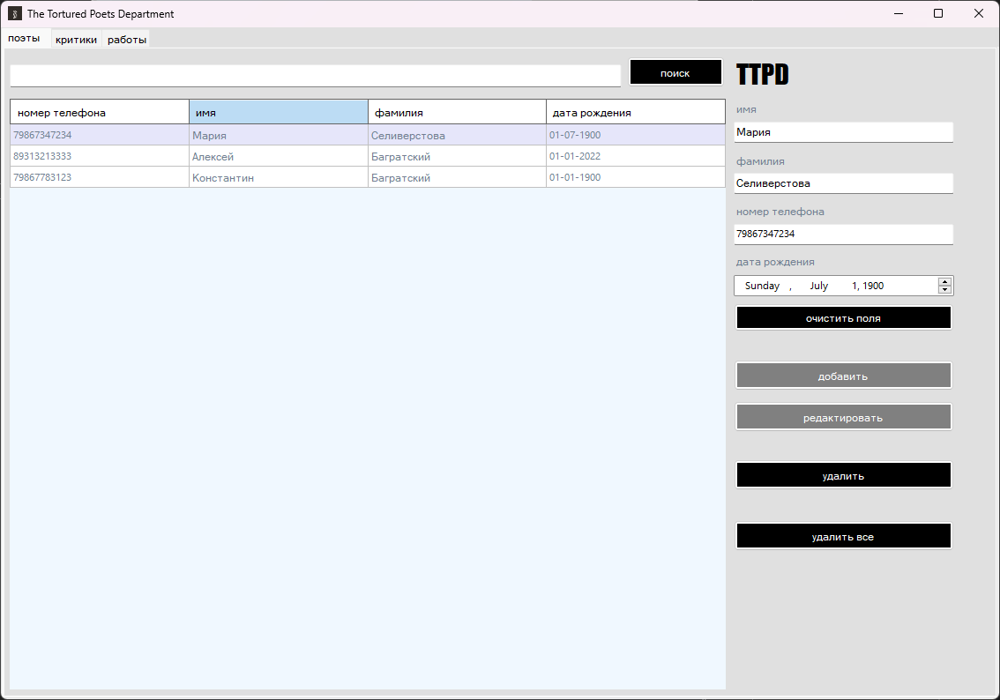 The Tortured Poets Department
поэты критики работы
поиск
номер телефона имя фамилия дата рождения
79867347234 Мария Селиверстова 01-07-1900
89313213333 Алексей Багратский 01-01-2022
79867783123 Константин Багратский 01-01-1900
TTPD
имя
Мария
фамилия
Селиверстова
номер телефона
79867347234
дата рождения
Sunday , July 1, 1900
очистить поля
добавить
редактировать
удалить
удалить все